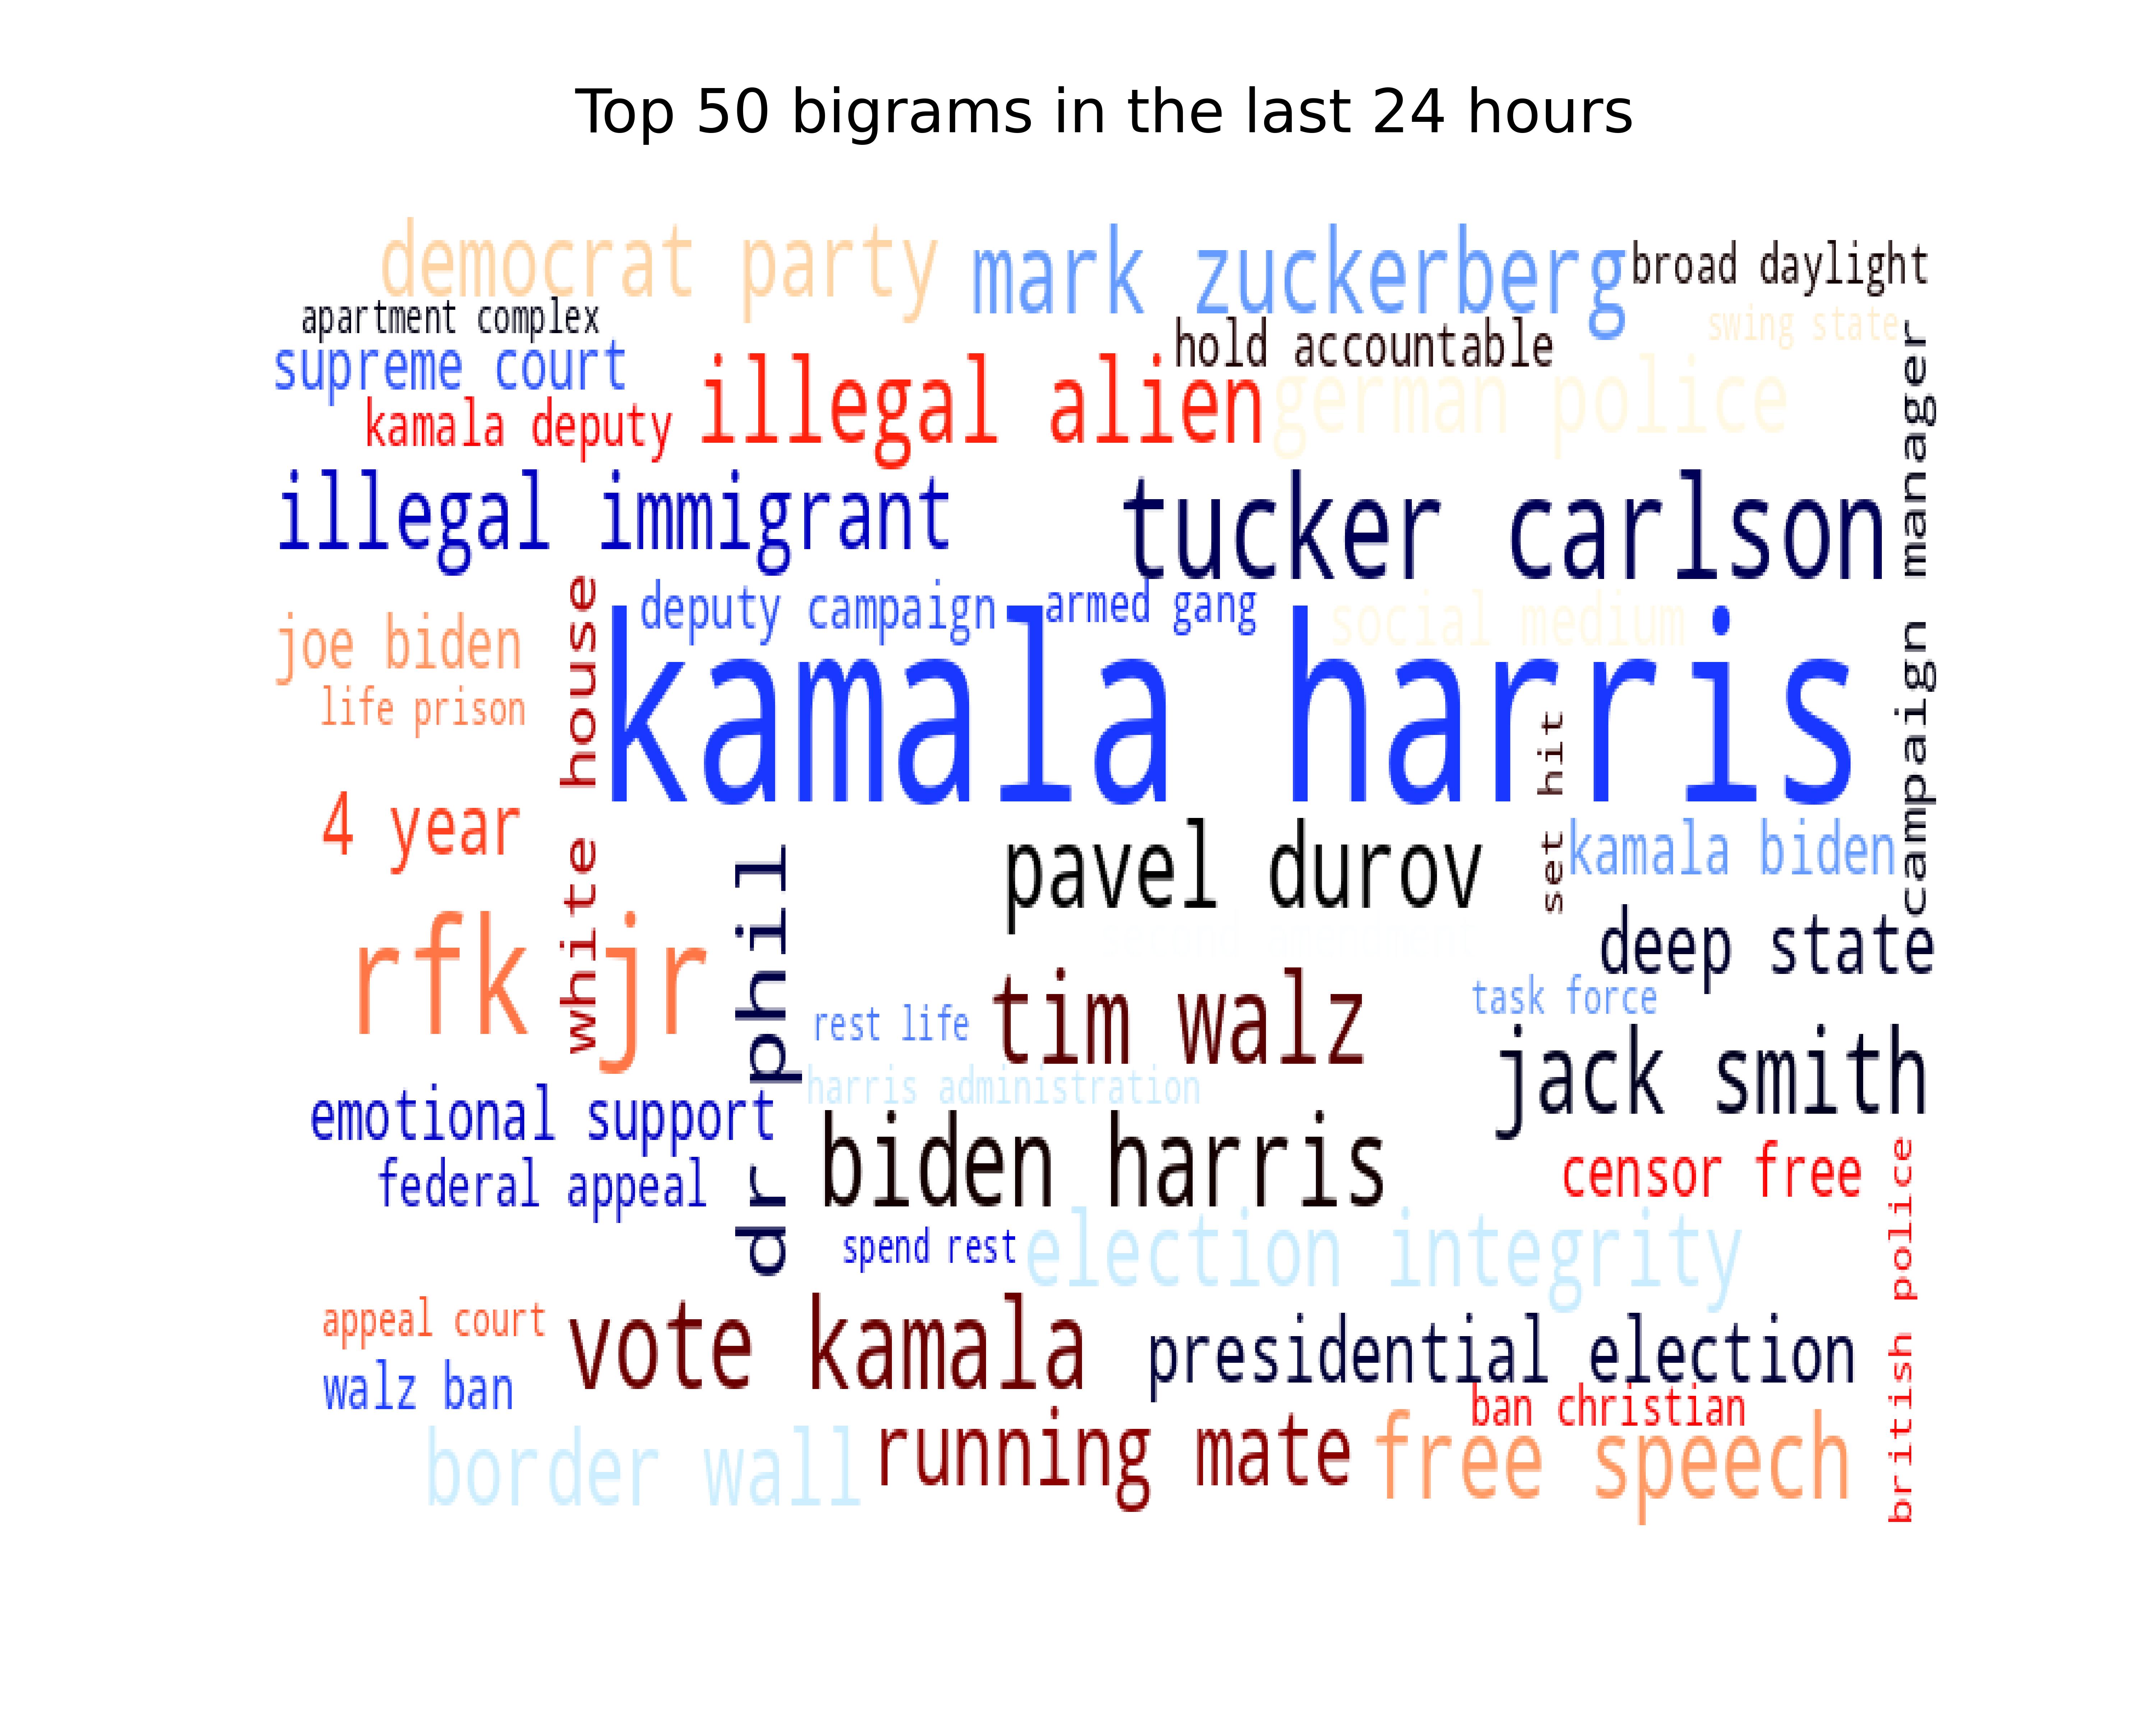 Top 50 bigrams in the last 24 hours
democrat party
mark zuckerberg
broad daylight
apartment complex
hold accountable
swing state
supreme court
illegal alien
german police
kamala deputy
campaign manager
illegal immigrant
tucker carlson
white house
deputy campaign
armed gang
social medium
joe biden
kamala harris
life prison
set hit
4 year
pavel durov
kamala biden
dr phil
rfk jr
deep state
tim walz
task force
rest life
jack smith
harris administration
emotional support
biden harris
censor free
federal appeal
british police
spend rest
election integrity
appeal court
vote kamala
presidential election
walz ban
ban christian
border wall
running mate
free speech